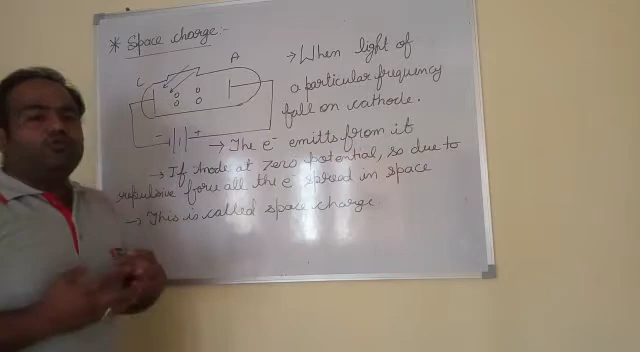 * Space charge:-
C
A
- +
→ When light of
a particular frequency
fall on cathode.
→ The e⁻ emitts from it
→ If Anode at zero potential, so due to
repulsive force all the e⁻ spread in space
→ This is called space charge.